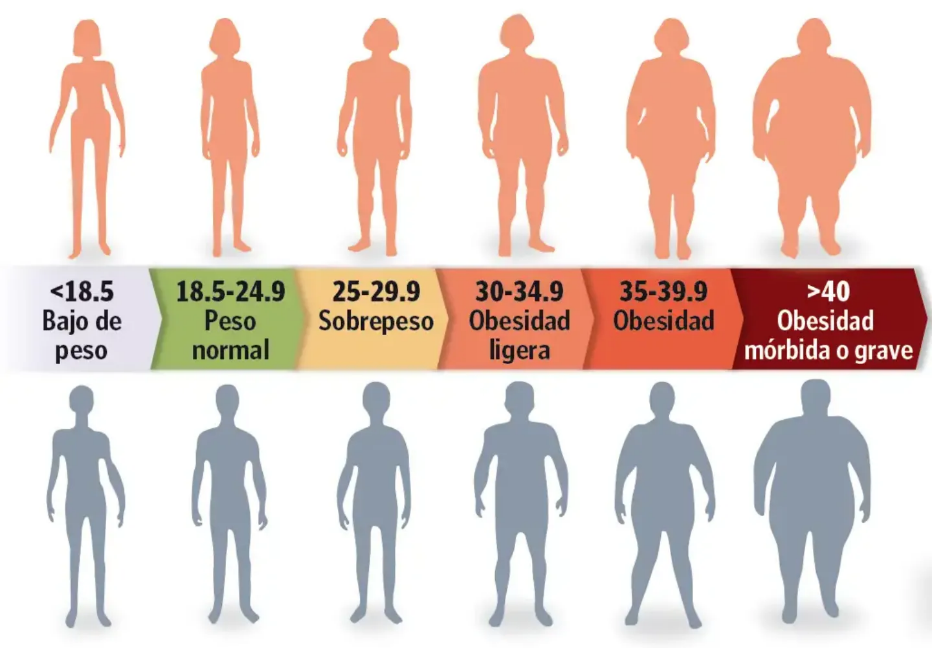 <18.5
Bajo de
peso
18.5-24.9
Peso
normal
25-29.9
Sobrepeso
30-34.9
Obesidad
ligera
35-39.9
Obesidad
>40
Obesidad
mórbida o grave